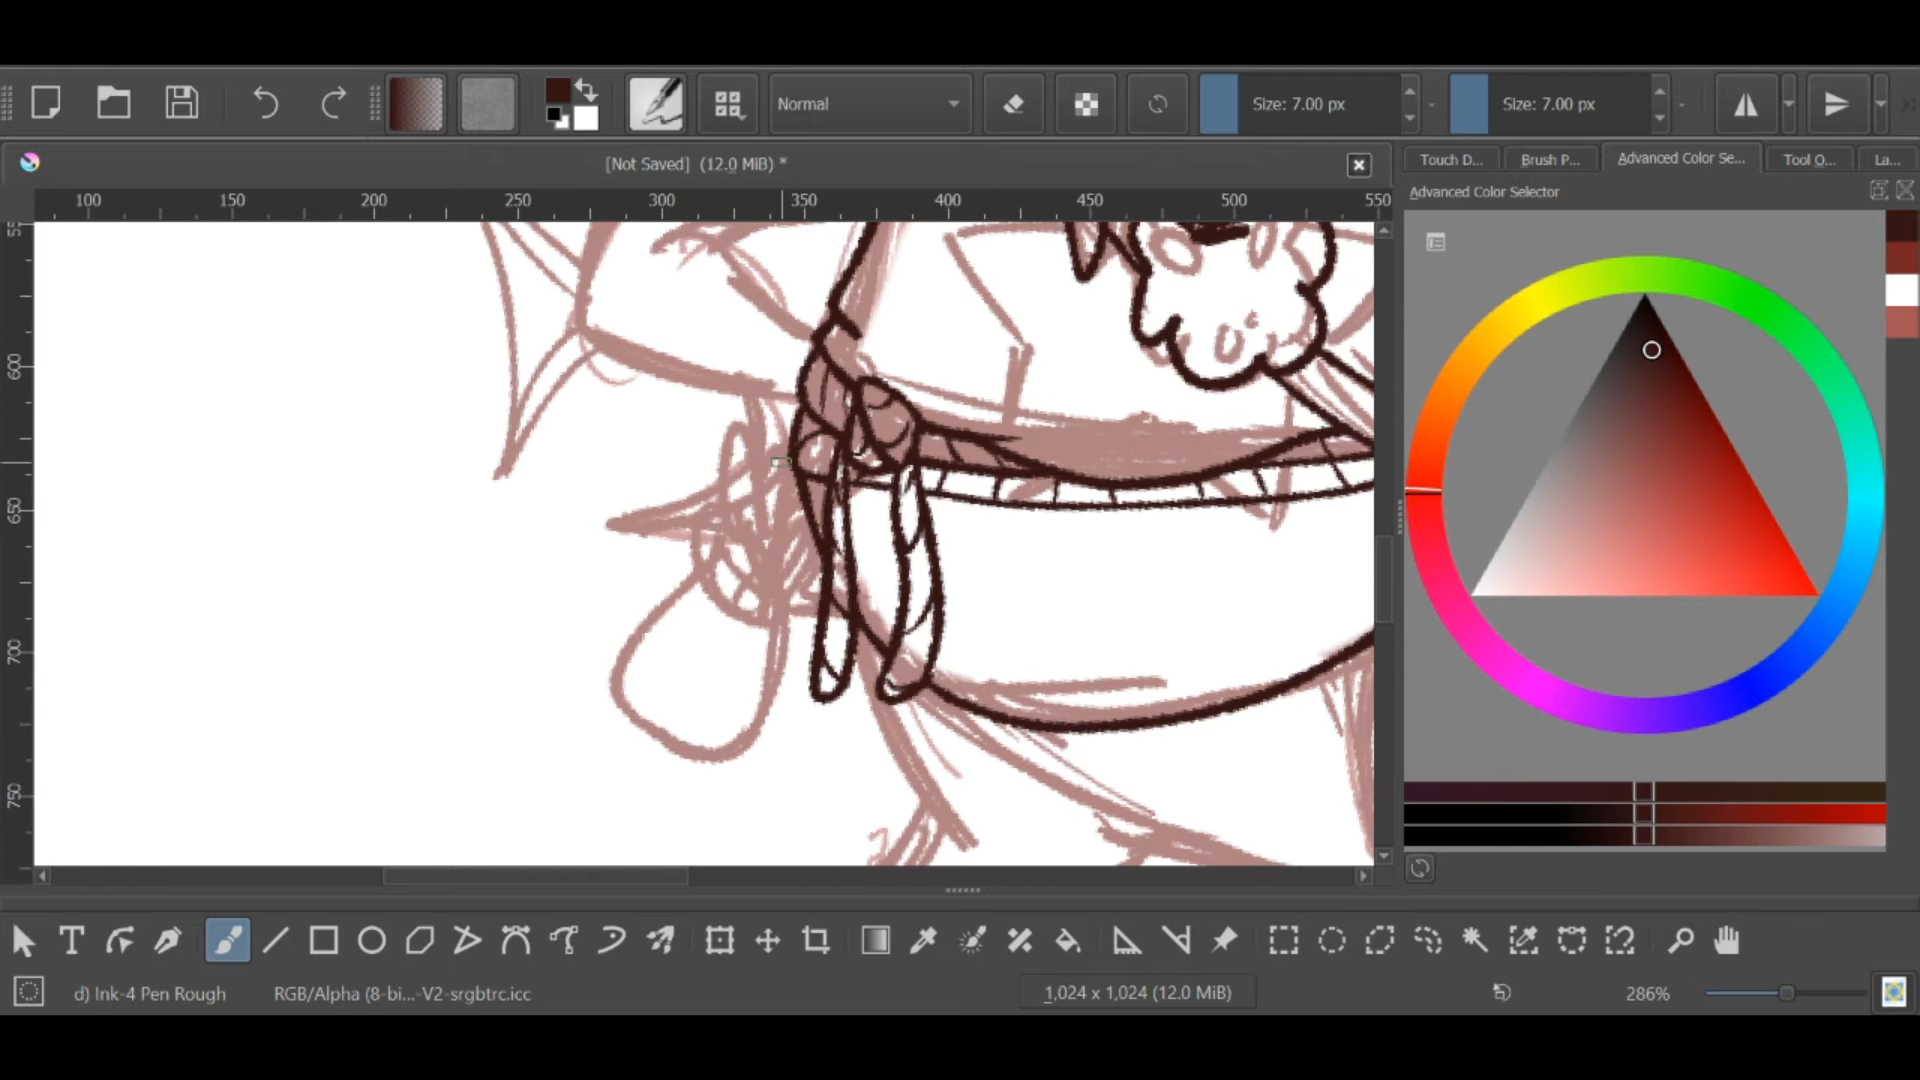 Normal
Size: 7.00 px
Size: 7.00 px
[Not Saved] (12.0 MiB) *
Touch D...
Brush P...
Advanced Color Se...
Tool O...
La...
Advanced Color Selector
100 150 200 250 300 350 400 450 500 550
55
600
650
700
750
d) Ink-4 Pen Rough
RGB/Alpha (8-bi...-V2-srgbtrc.icc
1,024 x 1,024 (12.0 MiB)
286%